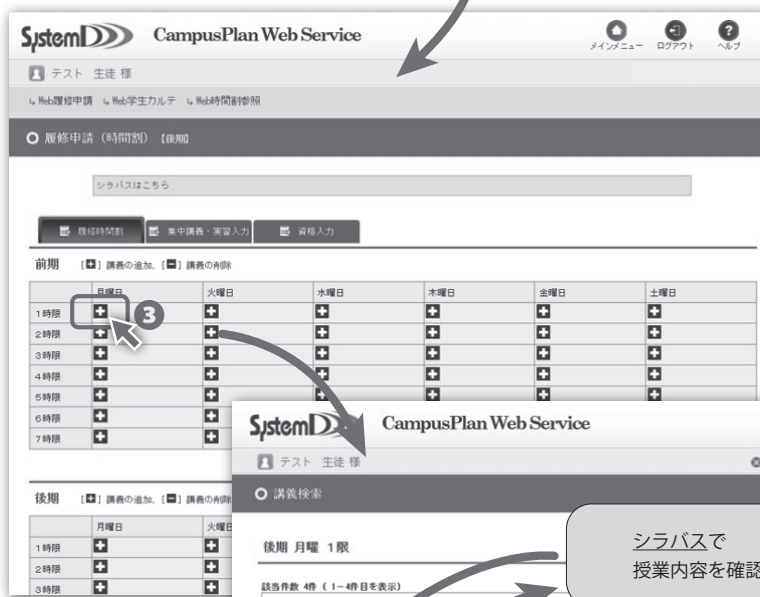 SystemD CampusPlan Web Service
メインメニュー ログアウト ヘルプ
テスト 生徒 様
Web履修申請 Web学生カルテ Web時間割参照
履修申請（時間割）【後期】
シラバスはこちら
履修時間割 集中講義・実習入力 資格入力
前期 [+] 講義の追加、[-] 講義の削除
月曜日 火曜日 水曜日 木曜日 金曜日 土曜日
1時限
3
2時限
3時限
4時限
5時限
6時限
7時限
後期 [+] 講義の追加、[-] 講義の削除
月曜日 火曜日
1時限
2時限
3時限
SystemD CampusPlan Web Service
テスト 生徒 様
講義検索
後期 月曜 1限
該当件数 4件 ( 1-4件目を表示)
シラバスで
授業内容を確認